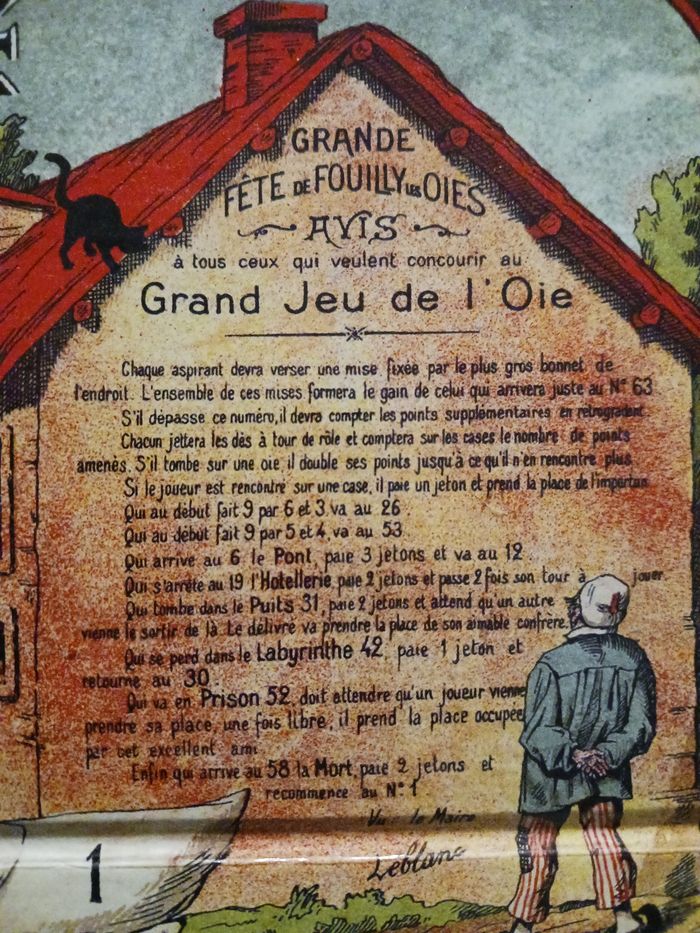 GRANDE
FÊTE DE FOUILLY LES OIES
AVIS
à tous ceux qui veulent concourir au
Grand Jeu de l'Oie
Chaque aspirant devra verser une mise fixée par le plus gros bonnet de
l'endroit. L'ensemble de ces mises formera le gain de celui qui arrivera juste au N° 63
S'il dépasse ce numéro, il devra compter les points supplémentaires en rétrogradant.
Chacun jettera les dés à tour de rôle et comptera sur les cases le nombre de points
amenés. S'il tombe sur une oie, il double ses points jusqu'à ce qu'il n'en rencontre plus
Si le joueur est rencontré sur une case, il paie un jeton et prend la place de l'importun
Qui au début fait 9 par 6 et 3 va au 26.
Qui au début fait 9 par 5 et 4, va au 53.
Qui arrive au 6 le Pont, paie 3 jetons et va au 12.
Qui s'arrête au 19 l'Hotellerie, paie 2 jetons et passe 2 fois son tour à jouer
Qui tombe dans le Puits 31, paie 2 jetons et attend qu'un autre
vienne le sortir de là. Le délivré va prendre la place de son aimable confrère.
Qui se perd dans le Labyrinthe 42, paie 1 jeton et
retourne au 30.
Qui va en Prison 52, doit attendre qu'un joueur vienne
prendre sa place, une fois libre, il prend la place occupée
par cet excellent ami
Enfin qui arrive au 58 la Mort, paie 2 jetons et
recommence au N° 1
Vu le Maire
Leblanc
1